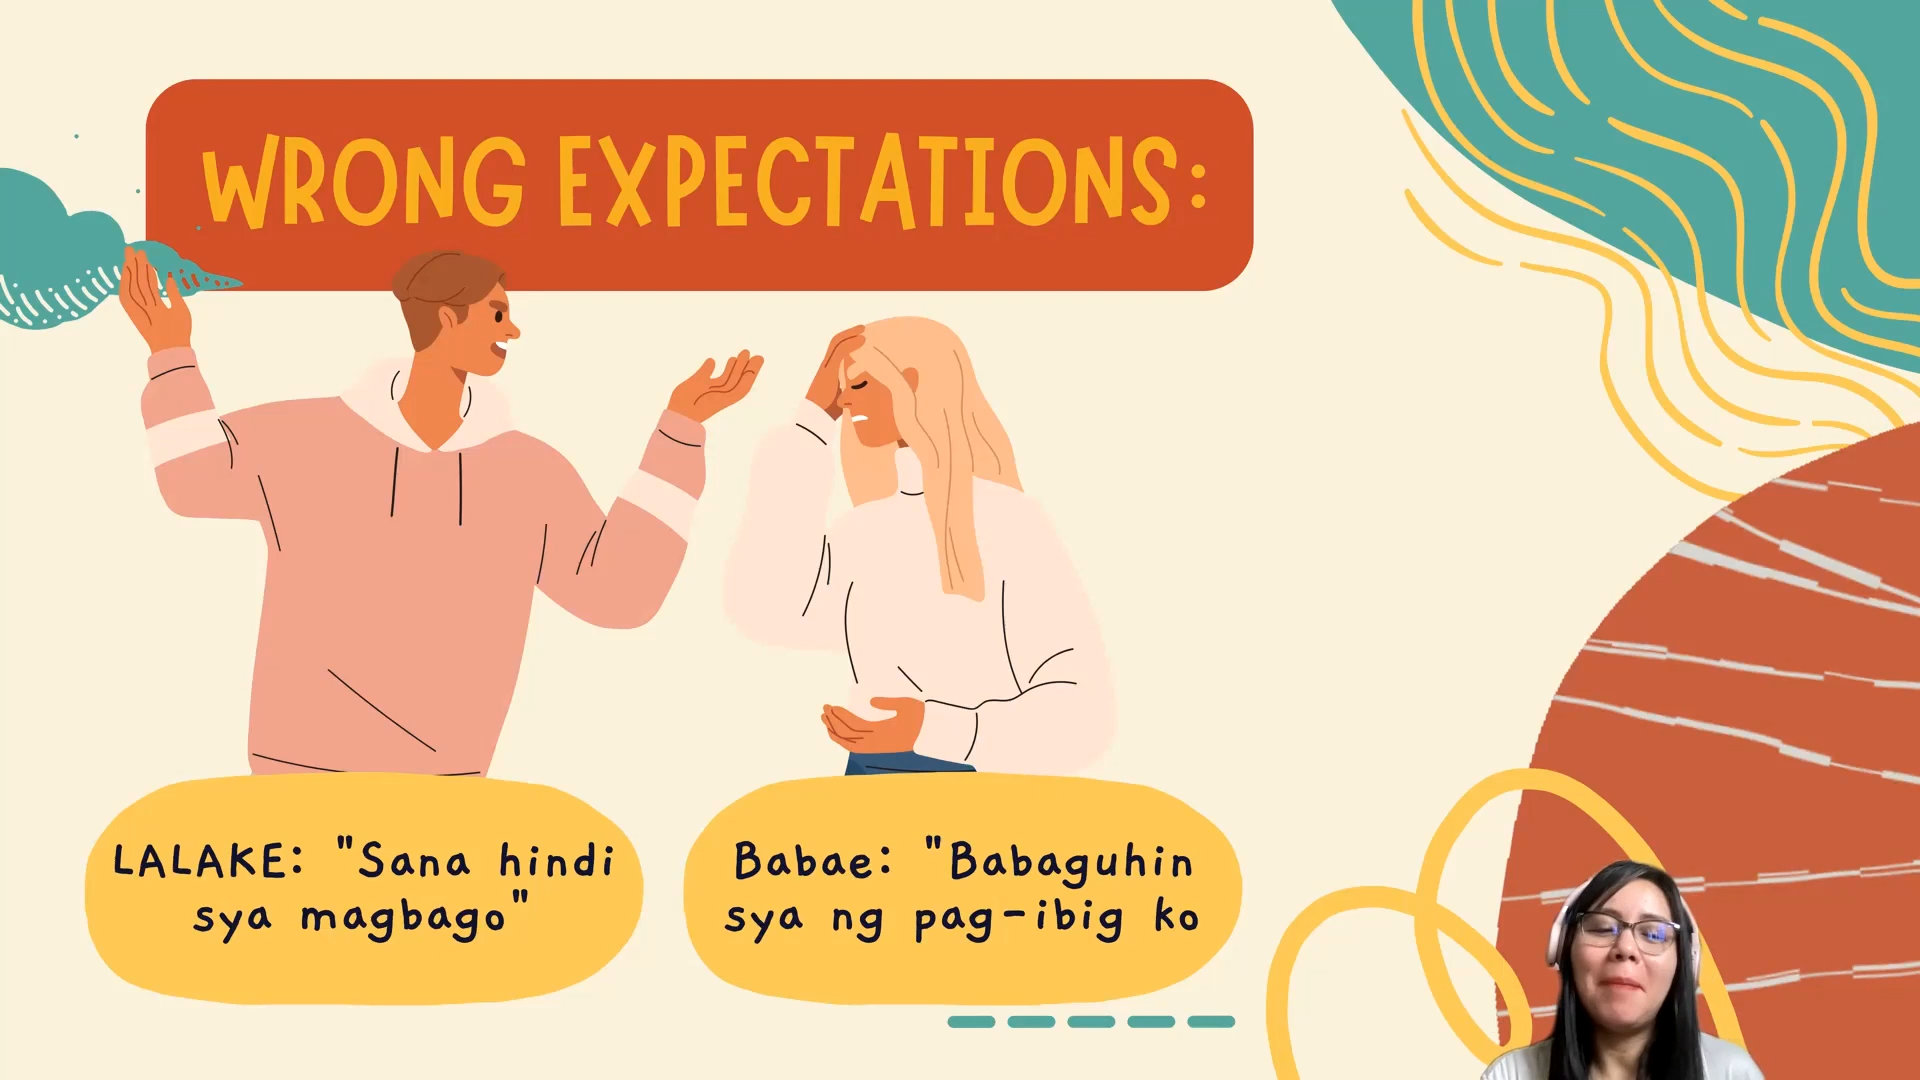 WRONG EXPECTATIONS:
LALAKE: "Sana hindi
sya magbago"
Babae: "Babaguhin
sya ng pag-ibig ko